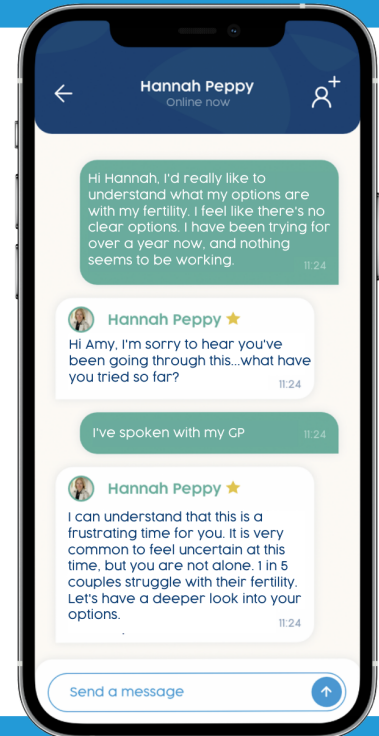 Hannah Peppy
Online now
Hi Hannah, I'd really like to
understand what my options are
with my fertility. I feel like there's no
clear options. I have been trying for
over a year now, and nothing
seems to be working.
11:24
Hannah Peppy
Hi Amy, I'm sorry to hear you've
been going through this...what have
you tried so far?
11:24
I've spoken with my GP
11:24
Hannah Peppy
I can understand that this is a
frustrating time for you. It is very
common to feel uncertain at this
time, but you are not alone. 1 in 5
couples struggle with their fertility.
Let's have a deeper look into your
options.
11:24
Send a message